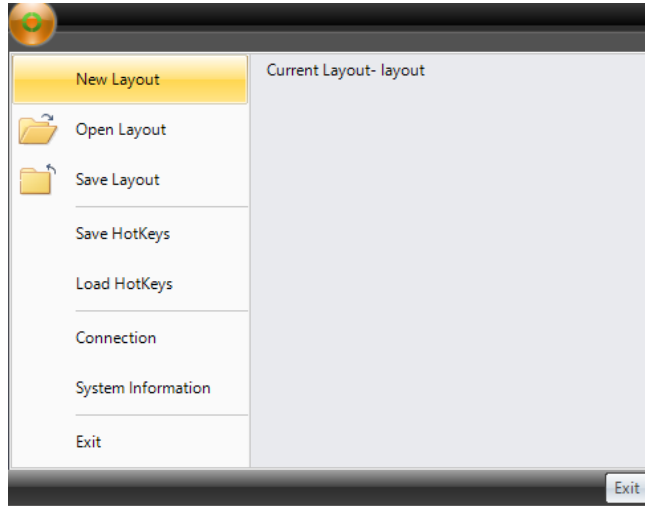 New Layout
Current Layout- layout
Open Layout
Save Layout
Save HotKeys
Load HotKeys
Connection
System Information
Exit
Exit